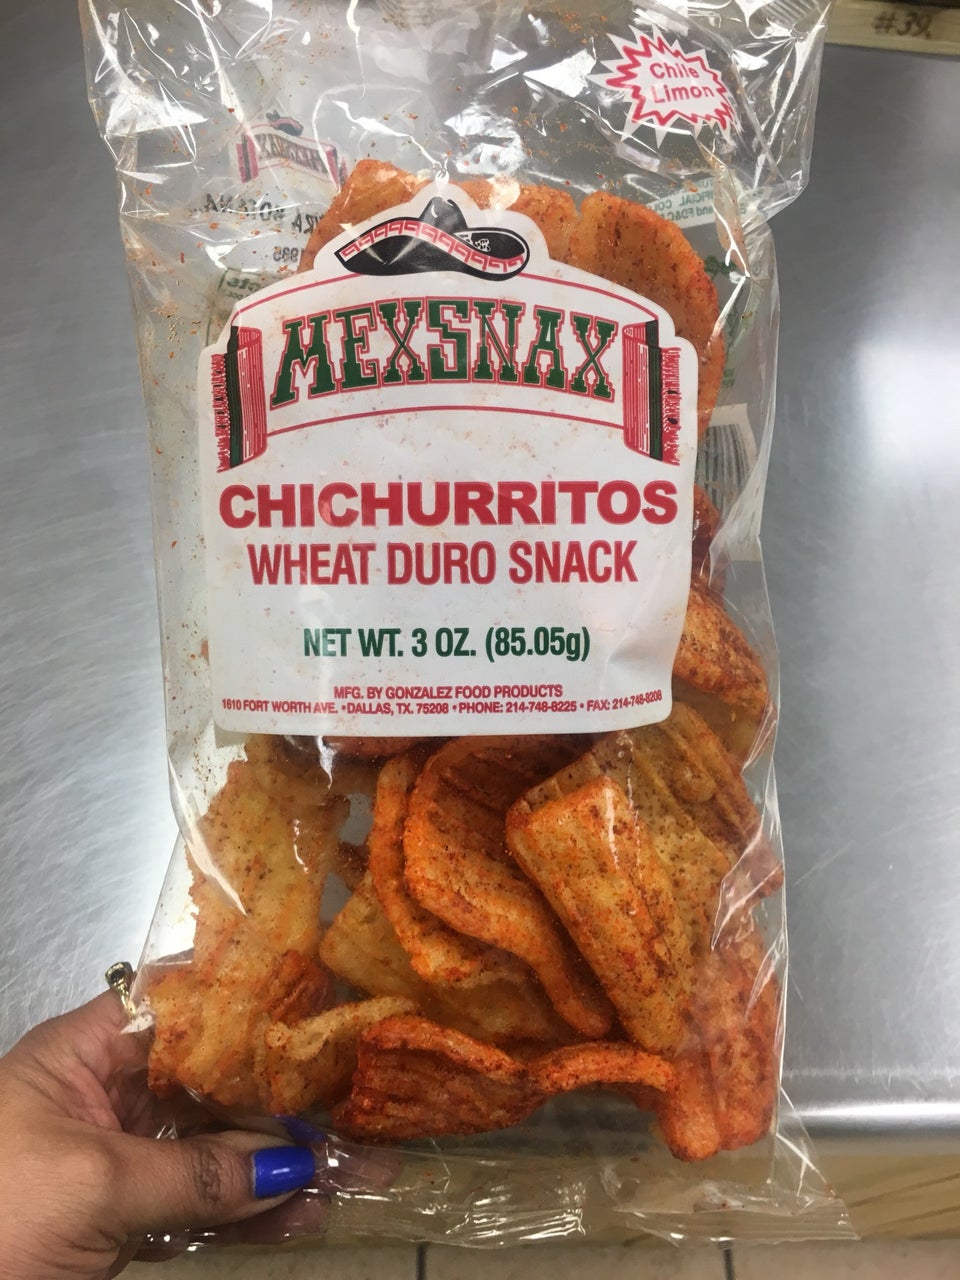 #39
Chile
Limon
MEXSNAX
CHICHURRITOS
WHEAT DURO SNACK
NET WT. 3 OZ. (85.05g)
MFG. BY GONZALEZ FOOD PRODUCTS
1610 FORT WORTH AVE. • DALLAS, TX. 75208 • PHONE: 214-748-8225 • FAX: 214-748-8208